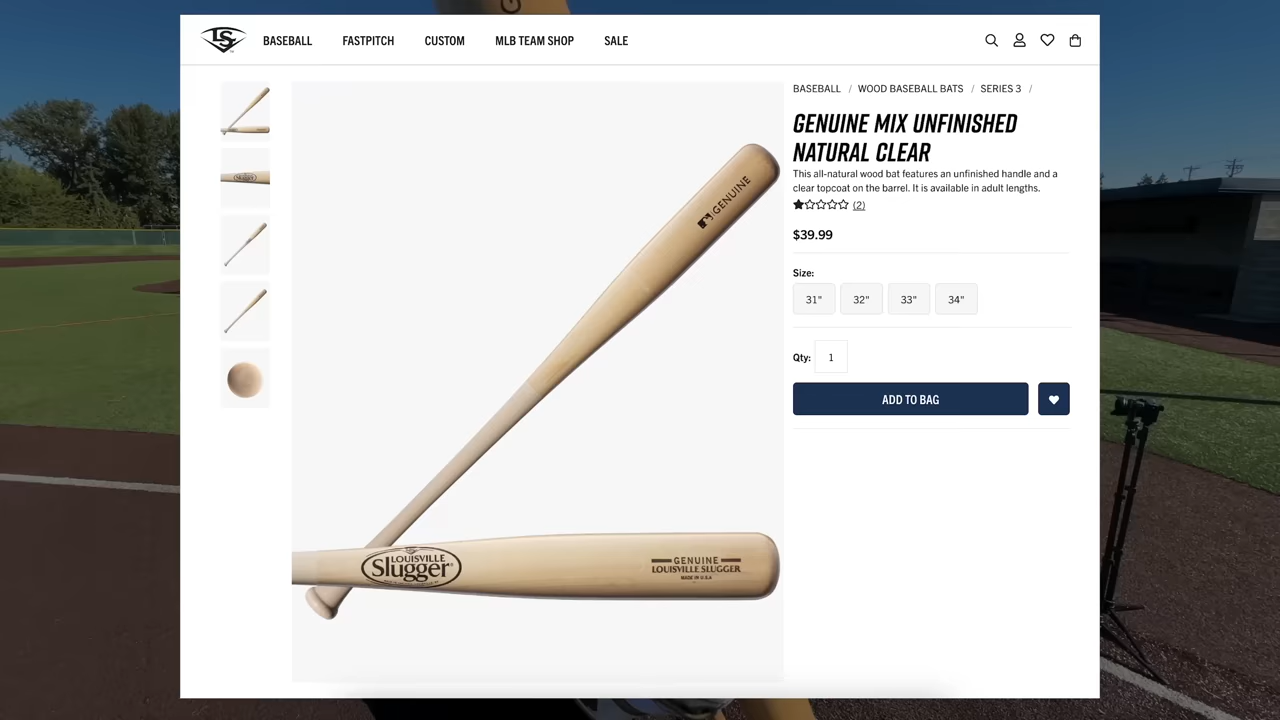 LS
BASEBALL
FASTPITCH
CUSTOM
MLB TEAM SHOP
SALE
BASEBALL / WOOD BASEBALL BATS / SERIES 3 /
GENUINE MIX UNFINISHED
NATURAL CLEAR
This all-natural wood bat features an unfinished handle and a
clear topcoat on the barrel. It is available in adult lengths.
(2)
$39.99
Size:
31" 32" 33" 34"
Qty: 1
ADD TO BAG
GENUINE
LOUISVILLE
Slugger
GENUINE
LOUISVILLE SLUGGER
MADE IN U.S.A